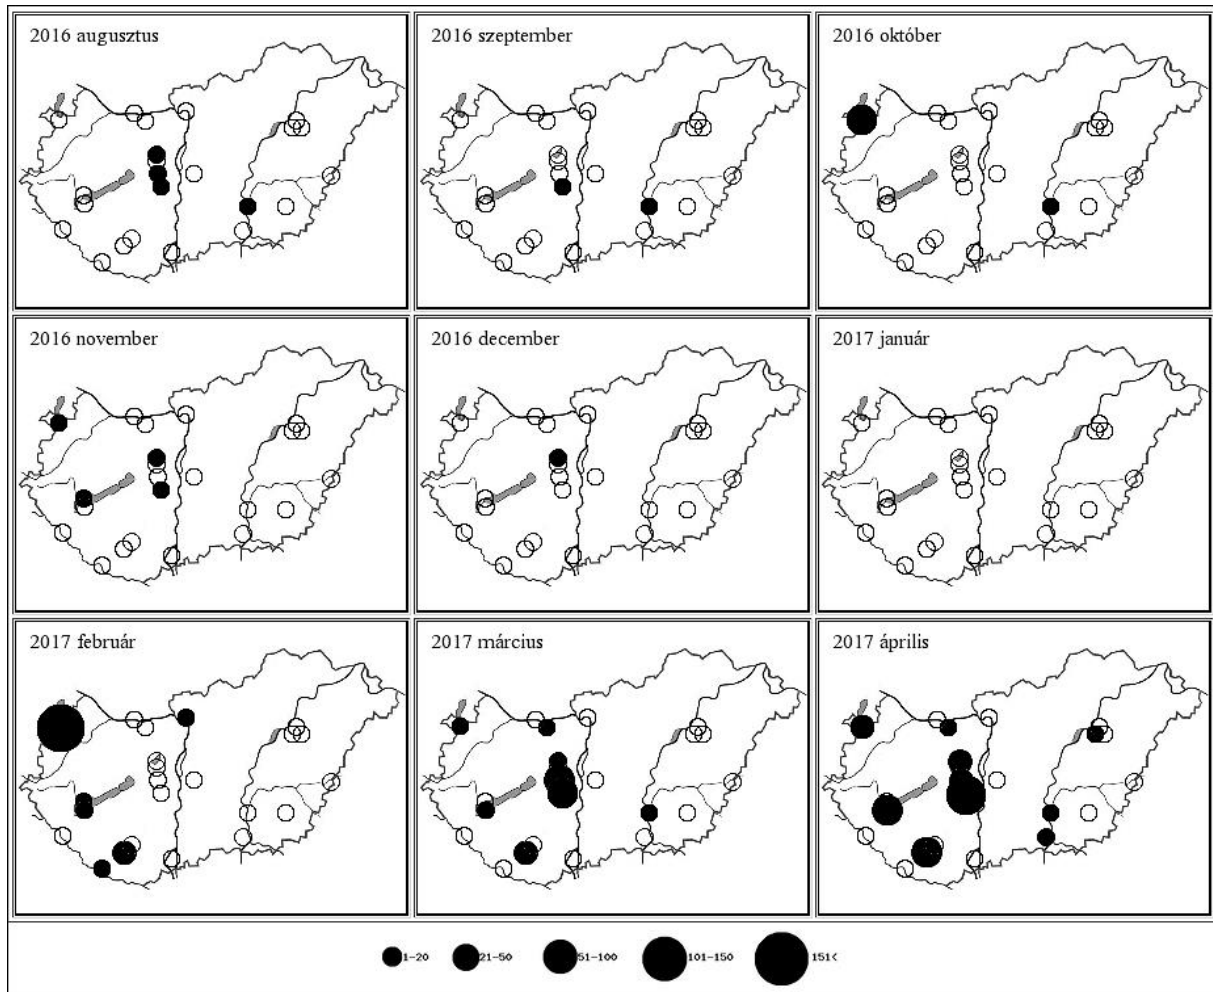 2016 augusztus
2016 szeptember
2016 október
2016 november
2016 december
2017 január
2017 február
2017 március
2017 április
1-20
21-50
51-100
101-150
151<